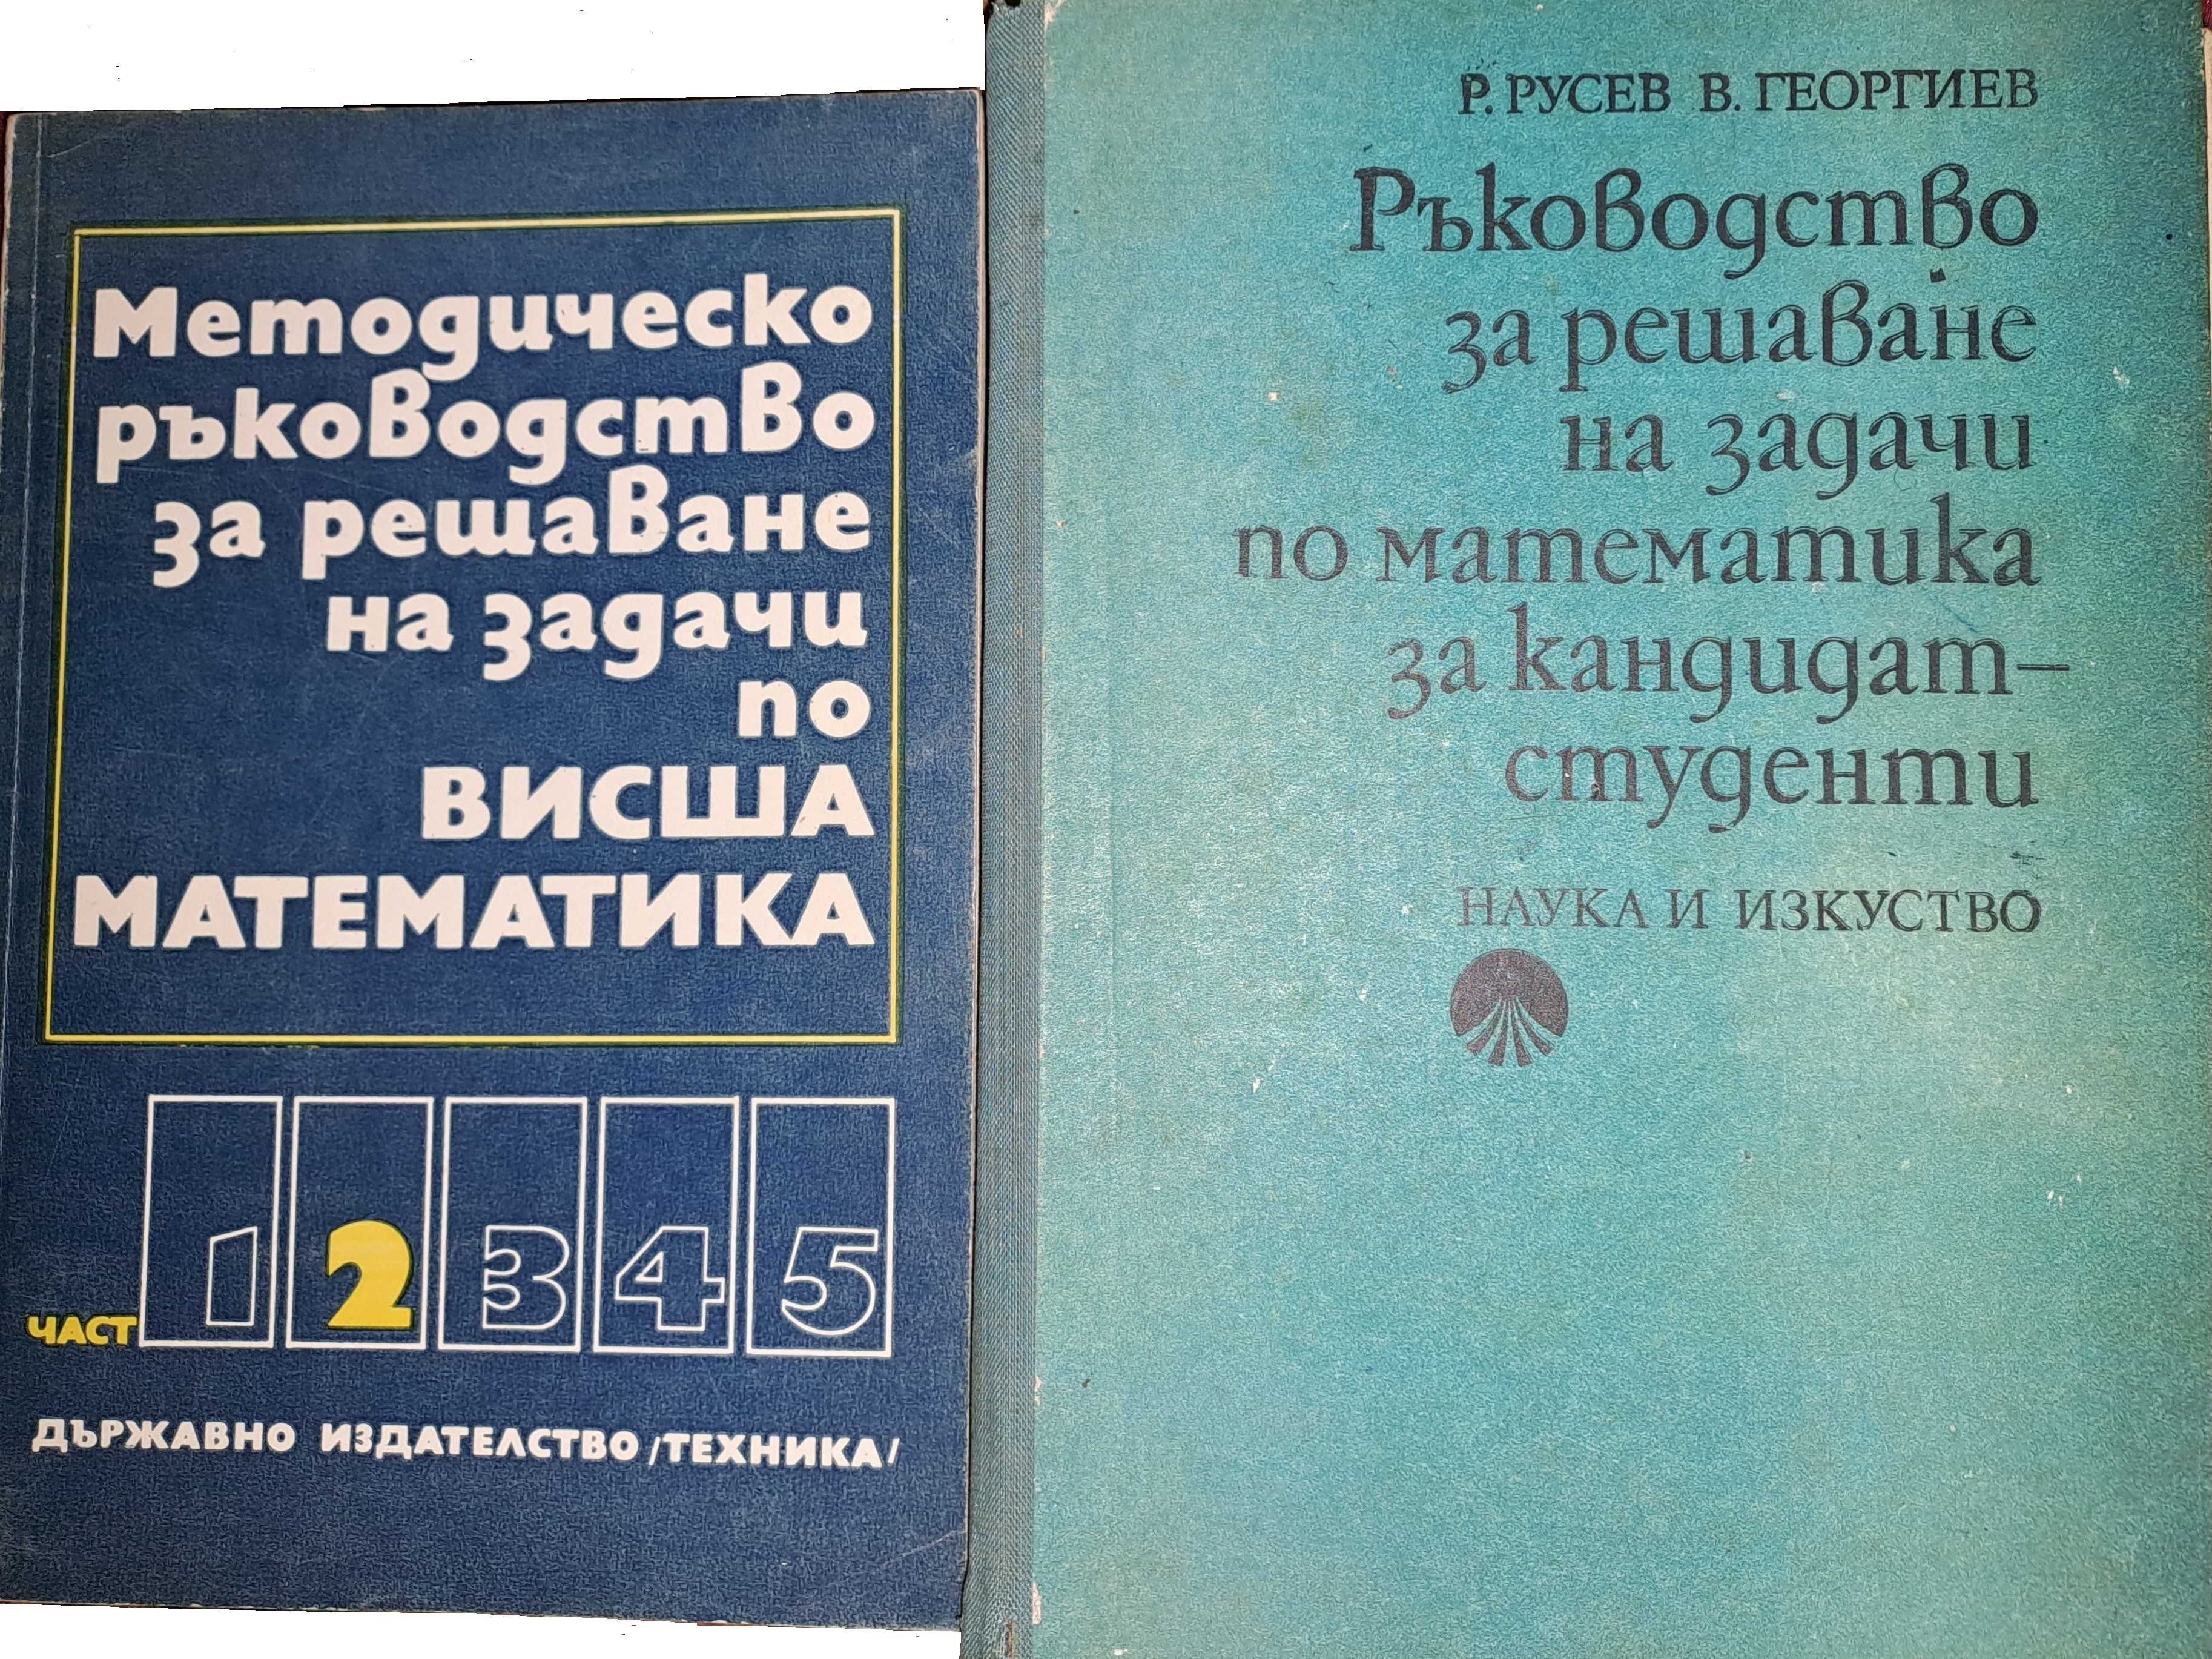 Методическо
ръководство
за решаване
на задачи
по
ВИСША
МАТЕМАТИКА
ЧАСТ 1 2 3 4 5
ДЪРЖАВНО ИЗДАТЕЛСТВО /ТЕХНИКА/
Р. РУСЕВ В. ГЕОРГИЕВ
Ръководство
за решаване
на задачи
по математика
за кандидат–
студенти
НАУКА И ИЗКУСТВО